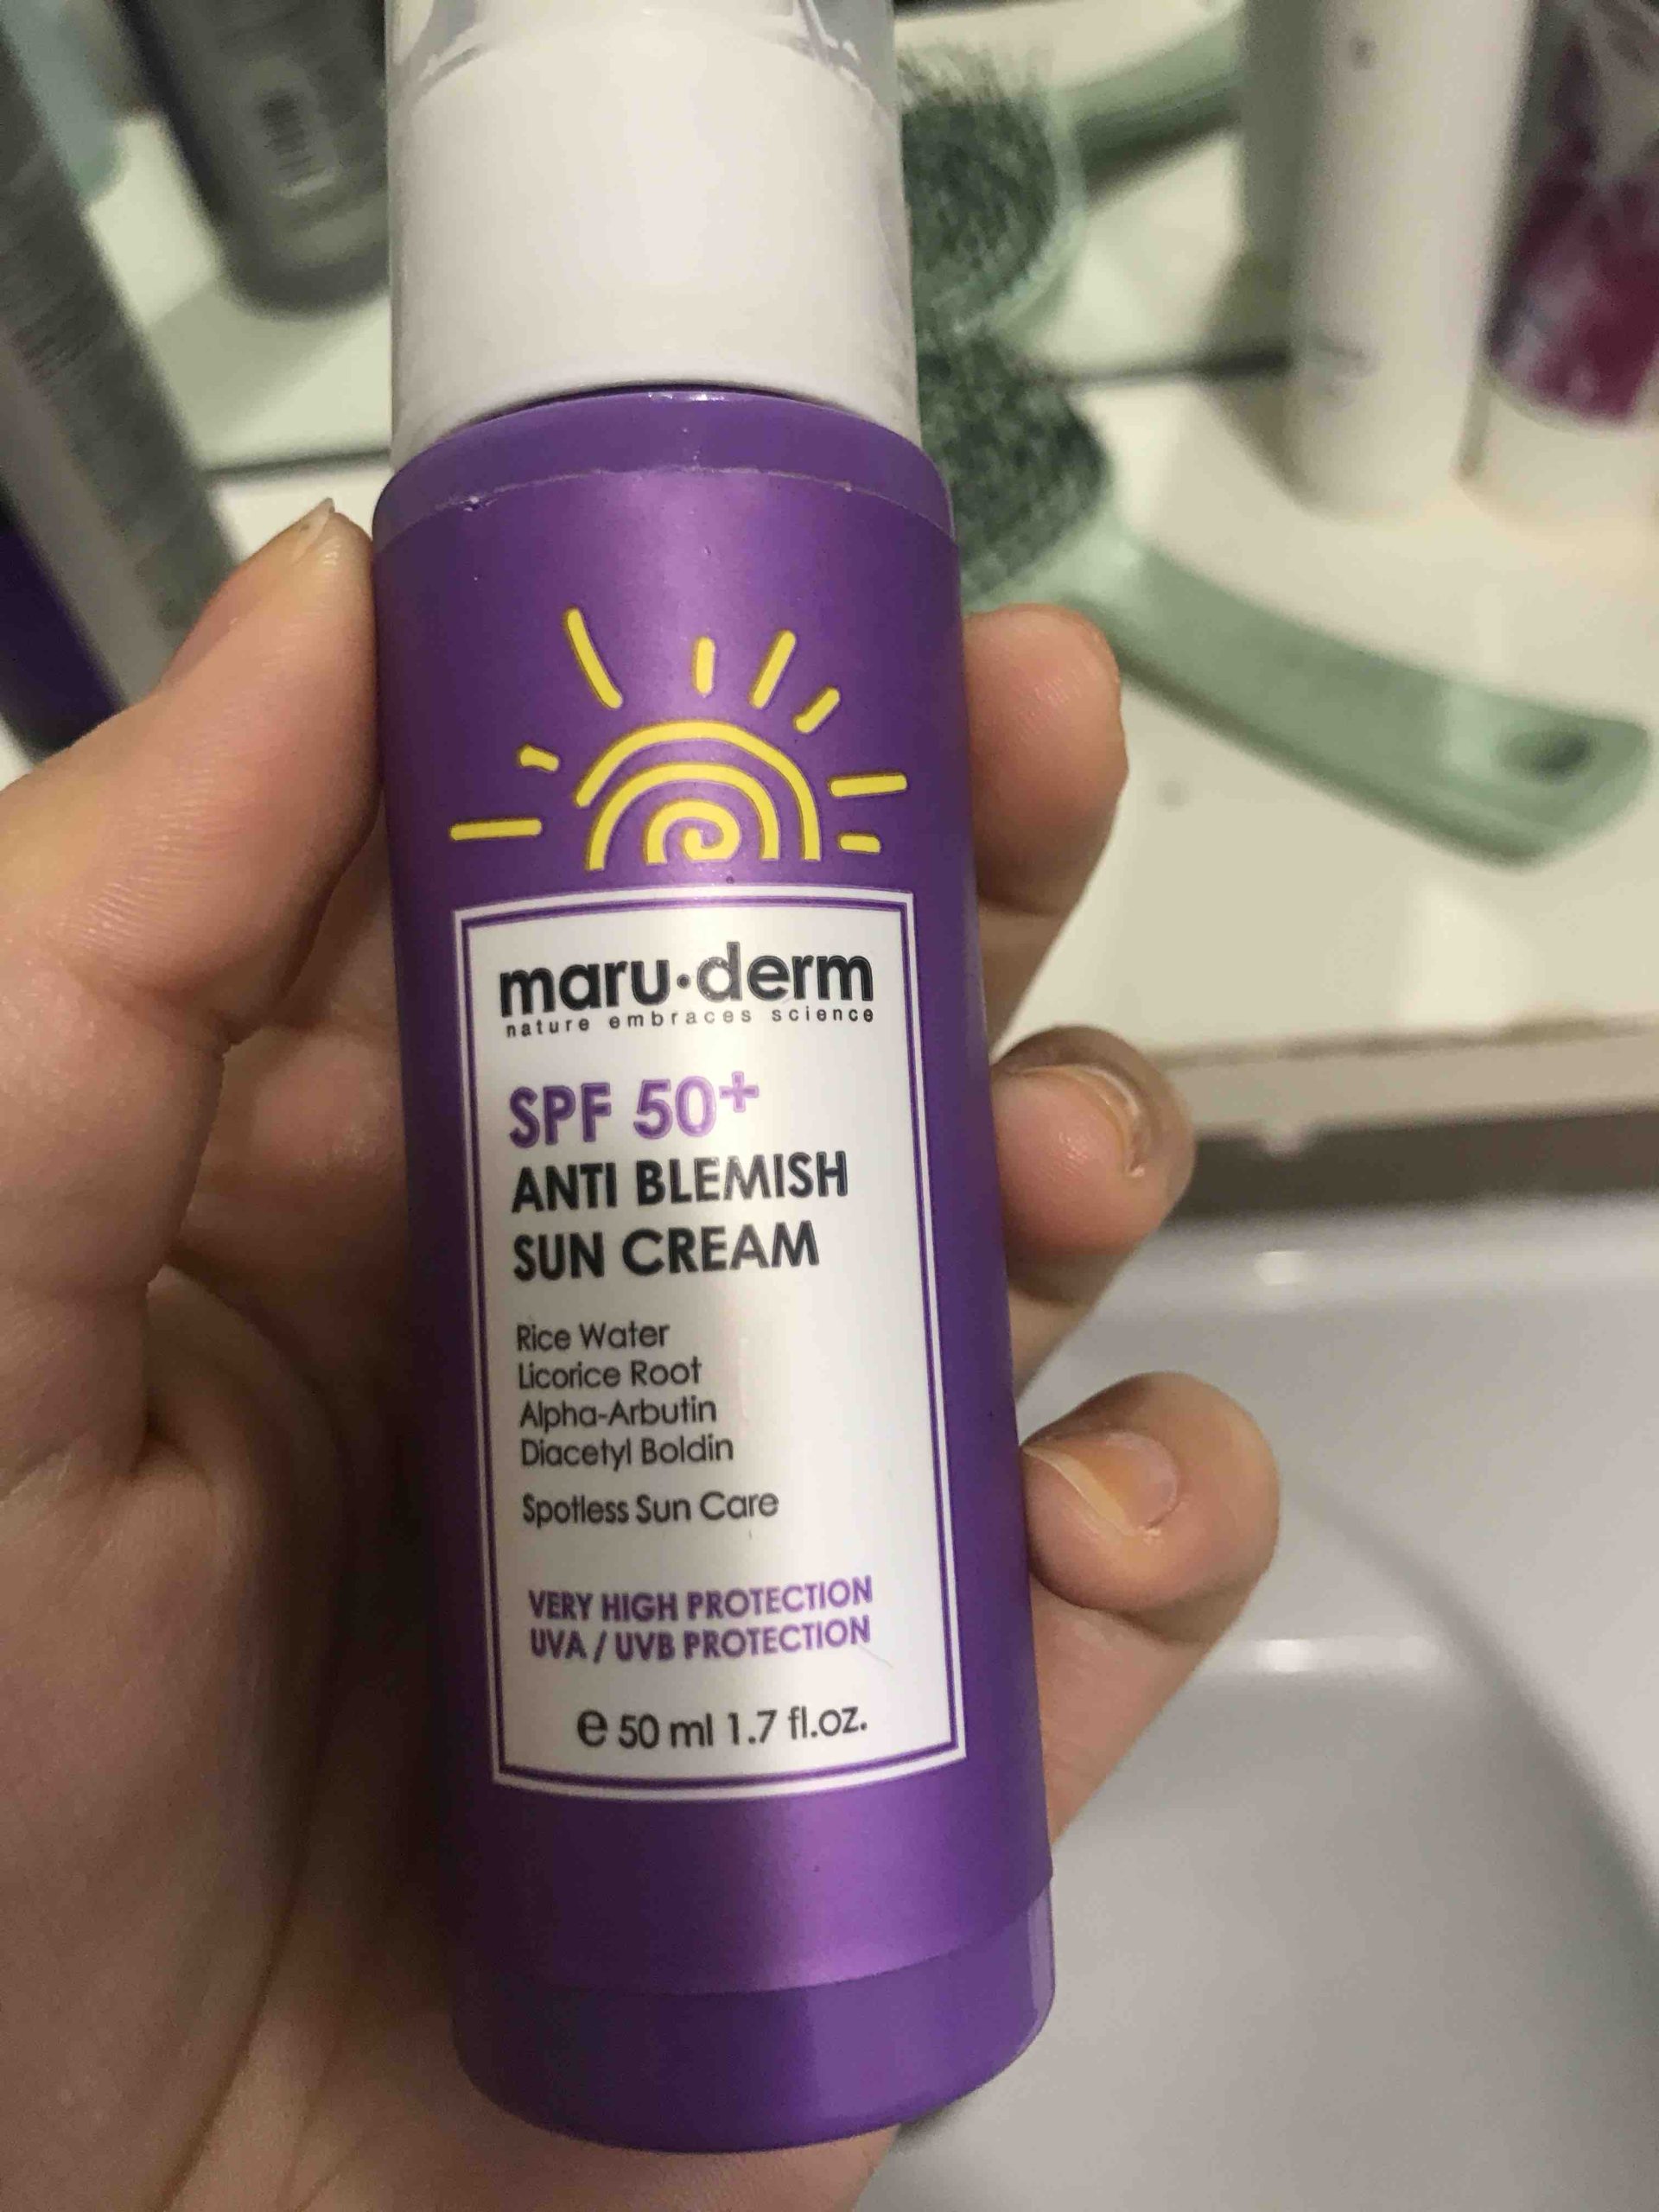 maru·derm
nature embraces science
SPF 50+
ANTI BLEMISH
SUN CREAM
Rice Water
Licorice Root
Alpha-Arbutin
Diacetyl Boldin
Spotless Sun Care
VERY HIGH PROTECTION
UVA / UVB PROTECTION
e 50 ml 1.7 fl.oz.